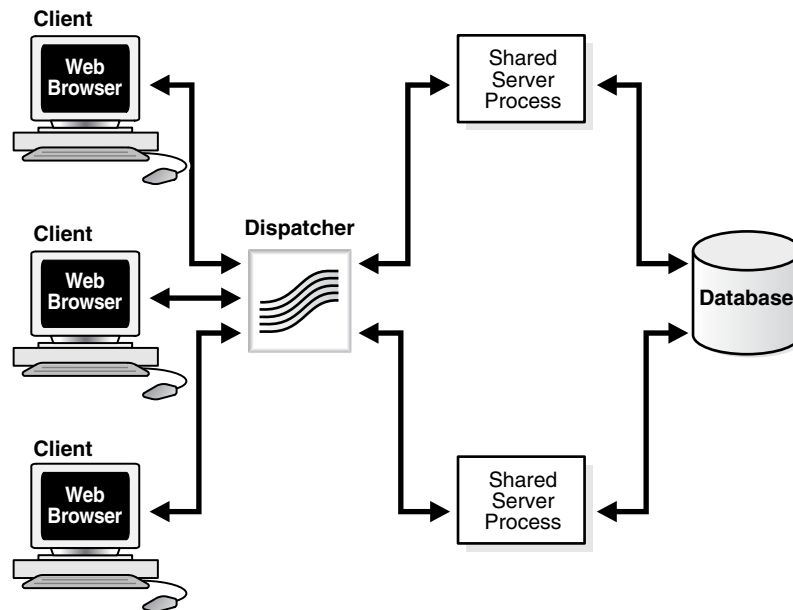 Client
Web
Browser
Shared
Server
Process
Dispatcher
Client
Web
Browser
Database
Client
Web
Browser
Shared
Server
Process